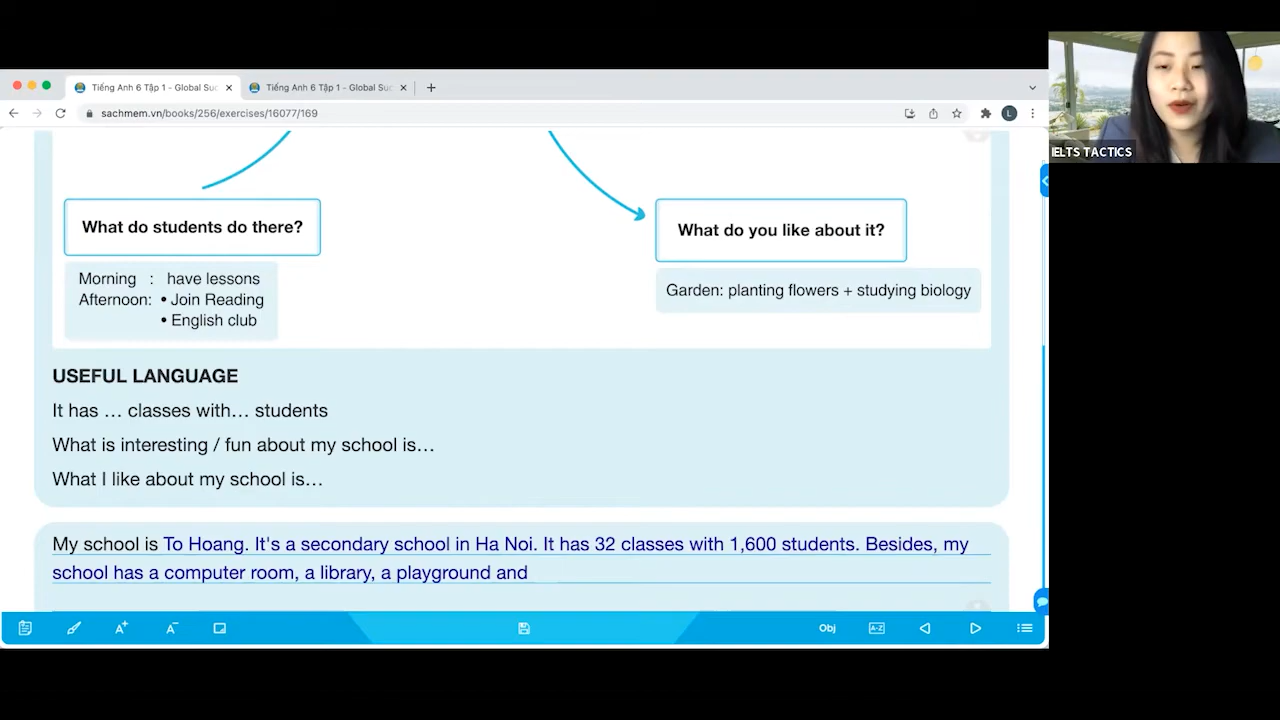 Tiếng Anh 6 Tập 1 - Global Suc
Tiếng Anh 6 Tập 1 - Global Suc
sachmem.vn/books/256/exercises/16077/169
L
IELTS TACTICS
What do students do there?
What do you like about it?
Morning : have lessons
Afternoon: • Join Reading
• English club
Garden: planting flowers + studying biology
USEFUL LANGUAGE
It has … classes with… students
What is interesting / fun about my school is…
What I like about my school is…
My school is To Hoang. It's a secondary school in Ha Noi. It has 32 classes with 1,600 students. Besides, my
school has a computer room, a library, a playground and
A+
A-
Obj
A-Z